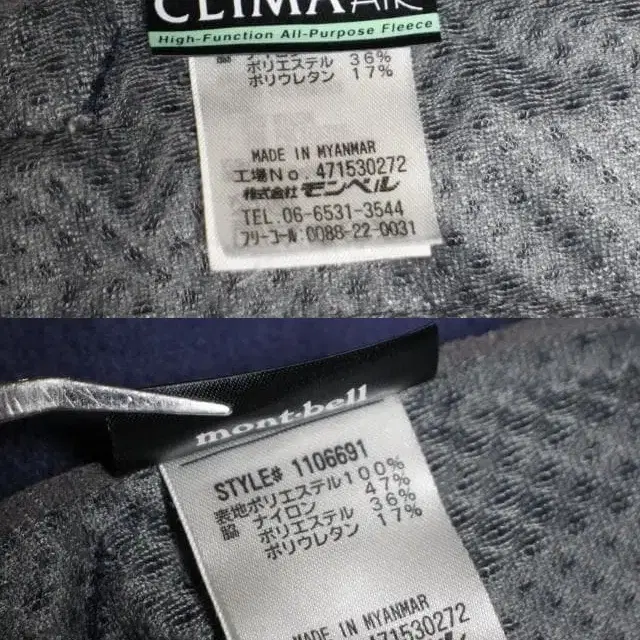 CLIMA AIR
High-Function All-Purpose Fleece
ポリエステル 36%
ポリウレタン 17%
MADE IN MYANMAR
工場No. 471530272
株式会社モンベル
TEL. 06-6531-3544
フリーコール:0088-22-0031
mont-bell
STYLE# 1106691
表地ポリエステル100%
脇 ナイロン 47%
ポリエステル 36%
ポリウレタン 17%
MADE IN MYANMAR
471530272